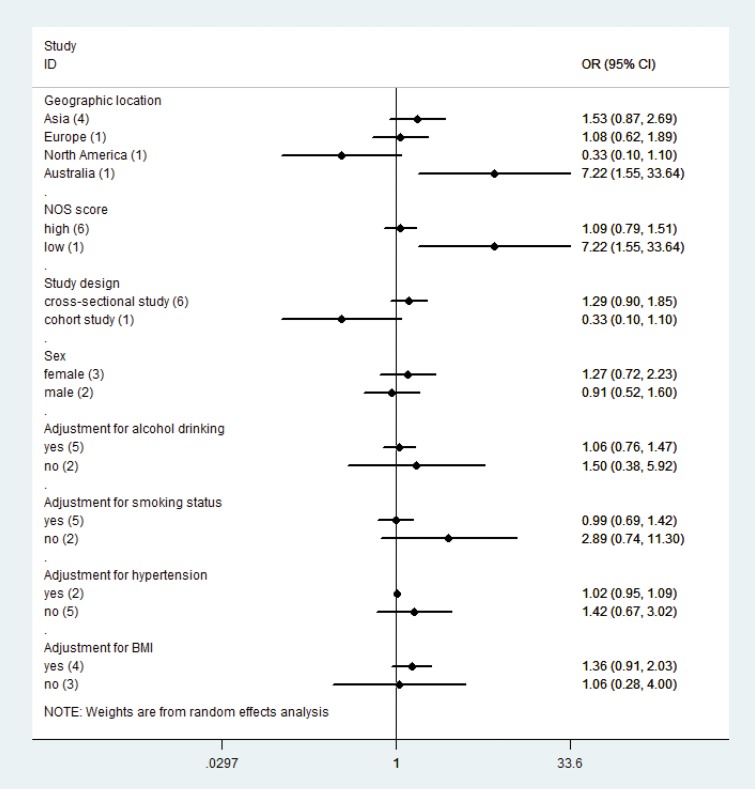 Study
ID OR (95% CI)
Geographic location
Asia (4) 1.53 (0.87, 2.69)
Europe (1) 1.08 (0.62, 1.89)
North America (1) 0.33 (0.10, 1.10)
Australia (1) 7.22 (1.55, 33.64)
.
NOS score
high (6) 1.09 (0.79, 1.51)
low (1) 7.22 (1.55, 33.64)
.
Study design
cross-sectional study (6) 1.29 (0.90, 1.85)
cohort study (1) 0.33 (0.10, 1.10)
.
Sex
female (3) 1.27 (0.72, 2.23)
male (2) 0.91 (0.52, 1.60)
.
Adjustment for alcohol drinking
yes (5) 1.06 (0.76, 1.47)
no (2) 1.50 (0.38, 5.92)
.
Adjustment for smoking status
yes (5) 0.99 (0.69, 1.42)
no (2) 2.89 (0.74, 11.30)
.
Adjustment for hypertension
yes (2) 1.02 (0.95, 1.09)
no (5) 1.42 (0.67, 3.02)
.
Adjustment for BMI
yes (4) 1.36 (0.91, 2.03)
no (3) 1.06 (0.28, 4.00)
NOTE: Weights are from random effects analysis
.0297 1 33.6